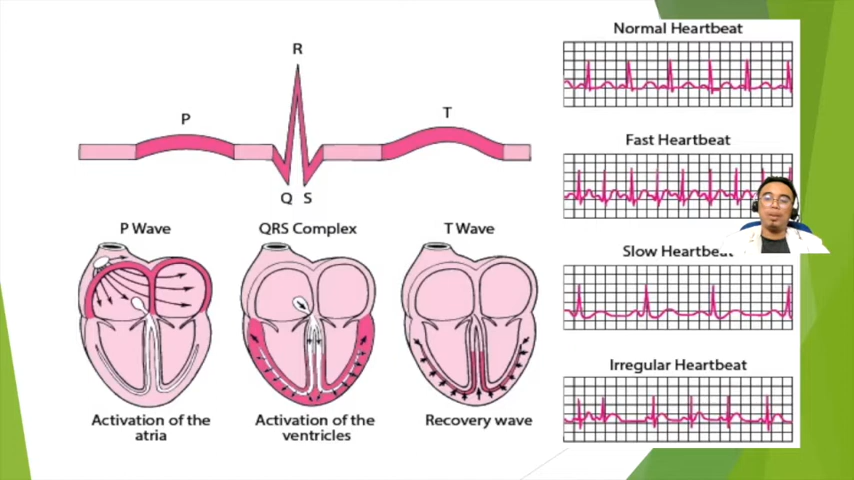 R
P
T
Q S
P Wave
QRS Complex
T Wave
Activation of the
atria
Activation of the
ventricles
Recovery wave
Normal Heartbeat
Fast Heartbeat
Slow
Irregular Heartbeat